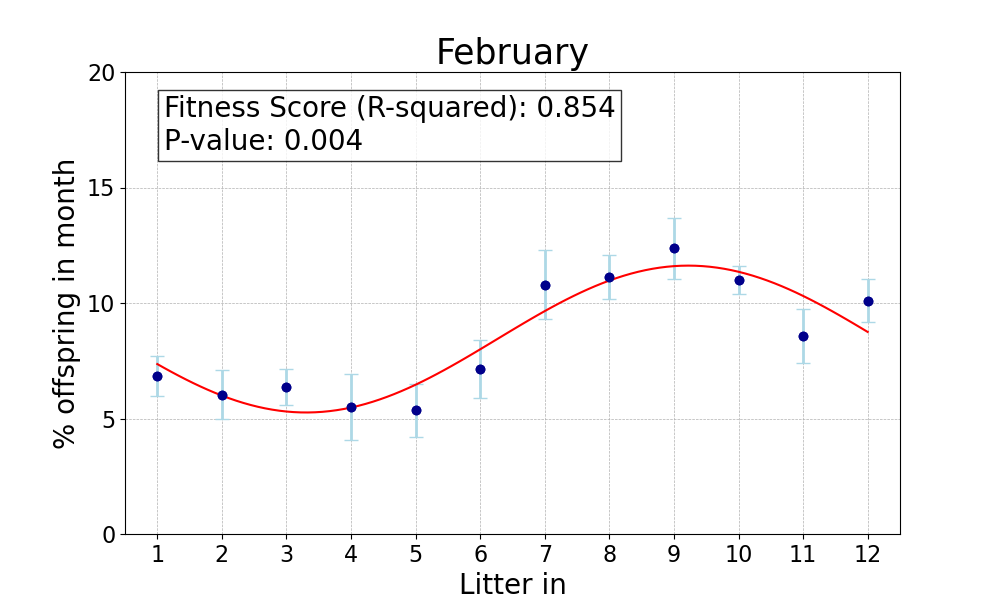 February
Fitness Score (R-squared): 0.854
P-value: 0.004
% offspring in month
20
15
10
5
0
1 2 3 4 5 6 7 8 9 10 11 12
Litter in